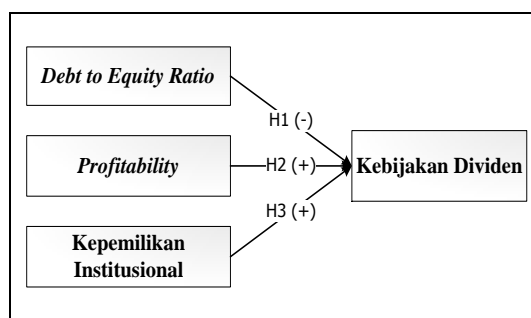 Debt to Equity Ratio
H1 (-)
Profitability
H2 (+)
Kebijakan Dividen
H3 (+)
Kepemilikan
Institusional